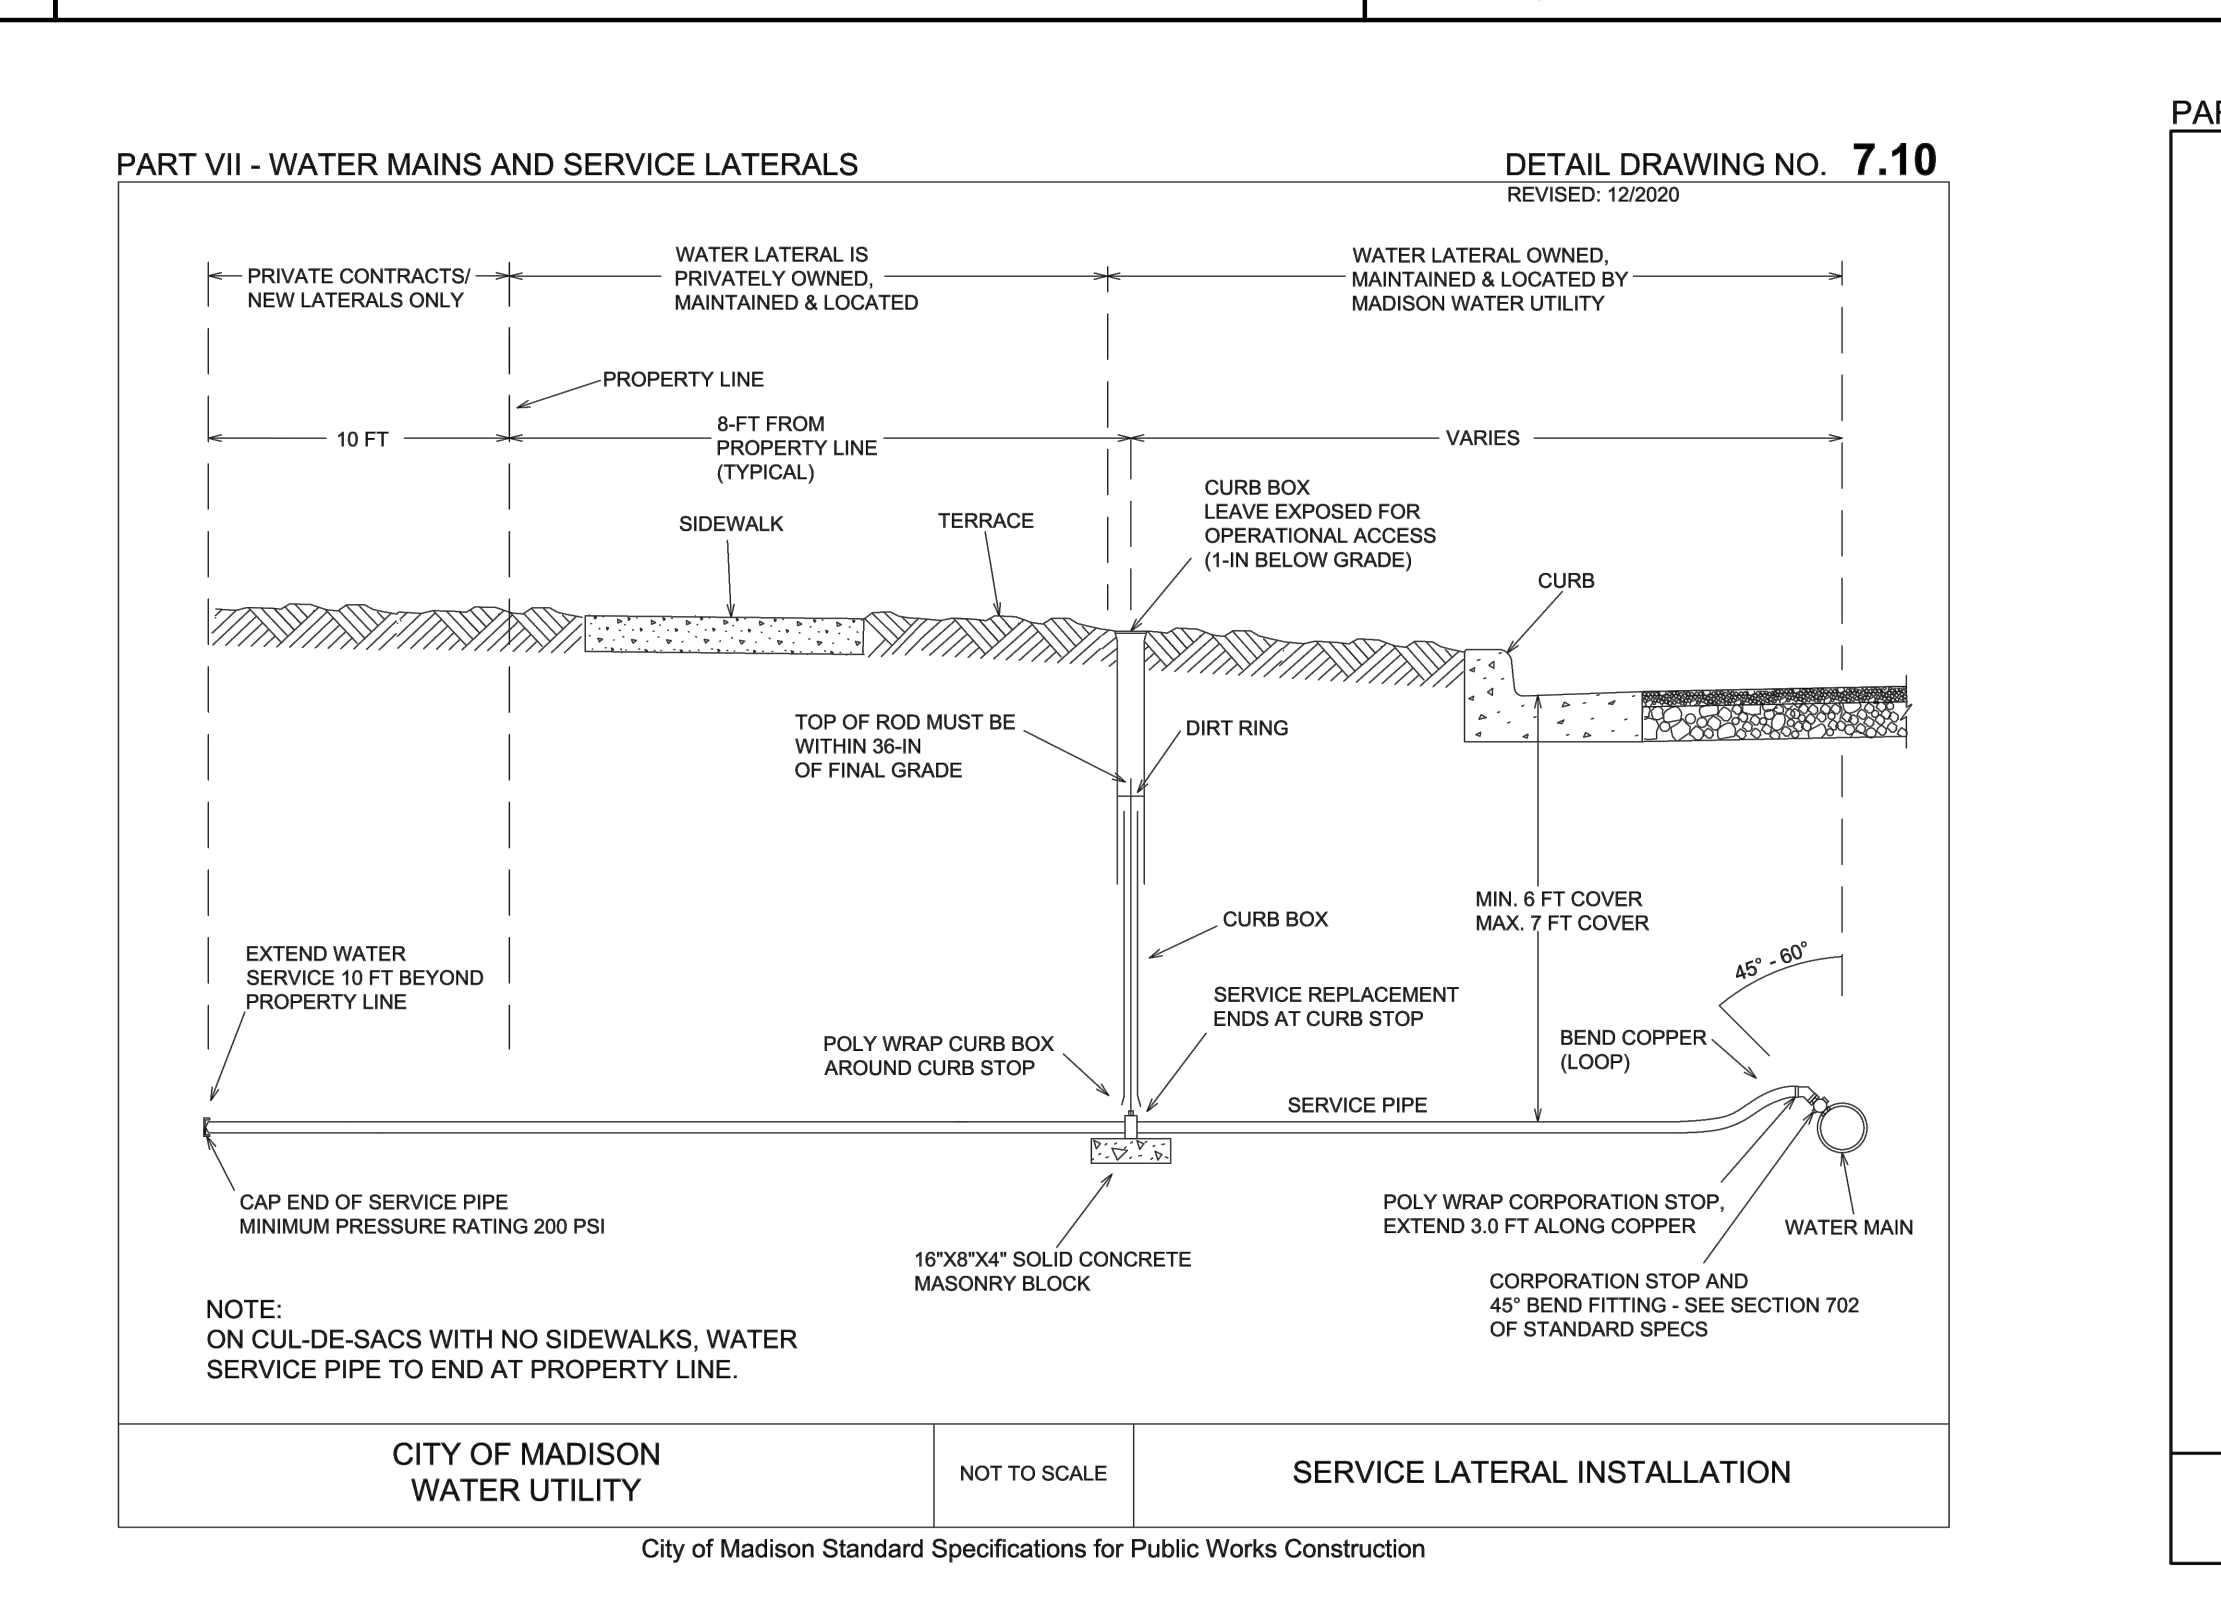 PART VII - WATER MAINS AND SERVICE LATERALS
DETAIL DRAWING NO. 7.10
REVISED: 12/2020
PRIVATE CONTRACTS/
NEW LATERALS ONLY
WATER LATERAL IS
PRIVATELY OWNED,
MAINTAINED & LOCATED
WATER LATERAL OWNED,
MAINTAINED & LOCATED BY
MADISON WATER UTILITY
PROPERTY LINE
10 FT
8-FT FROM
PROPERTY LINE
(TYPICAL)
VARIES
SIDEWALK
TERRACE
CURB BOX
LEAVE EXPOSED FOR
OPERATIONAL ACCESS
(1-IN BELOW GRADE)
CURB
TOP OF ROD MUST BE
WITHIN 36-IN
OF FINAL GRADE
DIRT RING
MIN. 6 FT COVER
MAX. 7 FT COVER
CURB BOX
45° - 60°
EXTEND WATER
SERVICE 10 FT BEYOND
PROPERTY LINE
SERVICE REPLACEMENT
ENDS AT CURB STOP
POLY WRAP CURB BOX
AROUND CURB STOP
BEND COPPER
(LOOP)
SERVICE PIPE
CAP END OF SERVICE PIPE
MINIMUM PRESSURE RATING 200 PSI
POLY WRAP CORPORATION STOP,
EXTEND 3.0 FT ALONG COPPER
WATER MAIN
16"X8"X4" SOLID CONCRETE
MASONRY BLOCK
CORPORATION STOP AND
45° BEND FITTING - SEE SECTION 702
OF STANDARD SPECS
NOTE:
ON CUL-DE-SACS WITH NO SIDEWALKS, WATER
SERVICE PIPE TO END AT PROPERTY LINE.
CITY OF MADISON
WATER UTILITY
NOT TO SCALE
SERVICE LATERAL INSTALLATION
City of Madison Standard Specifications for Public Works Construction